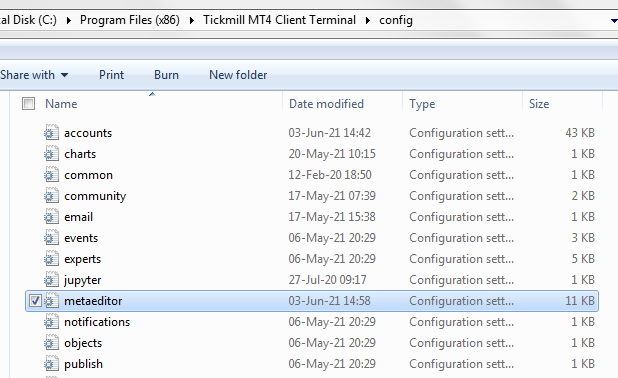 al Disk (C:) Program Files (x86) Tickmill MT4 Client Terminal config
Share with Print Burn New folder
Name Date modified Type Size
accounts 03-Jun-21 14:42 Configuration sett... 43 KB
charts 20-May-21 10:15 Configuration sett... 1 KB
common 12-Feb-20 18:50 Configuration sett... 1 KB
community 17-May-21 07:39 Configuration sett... 2 KB
email 17-May-21 15:38 Configuration sett... 1 KB
events 06-May-21 20:29 Configuration sett... 3 KB
experts 06-May-21 20:29 Configuration sett... 5 KB
jupyter 27-Jul-20 09:17 Configuration sett... 1 KB
metaeditor 03-Jun-21 14:58 Configuration sett... 11 KB
notifications 06-May-21 20:29 Configuration sett... 1 KB
objects 06-May-21 20:29 Configuration sett... 1 KB
publish 06-May-21 20:29 Configuration sett... 1 KB